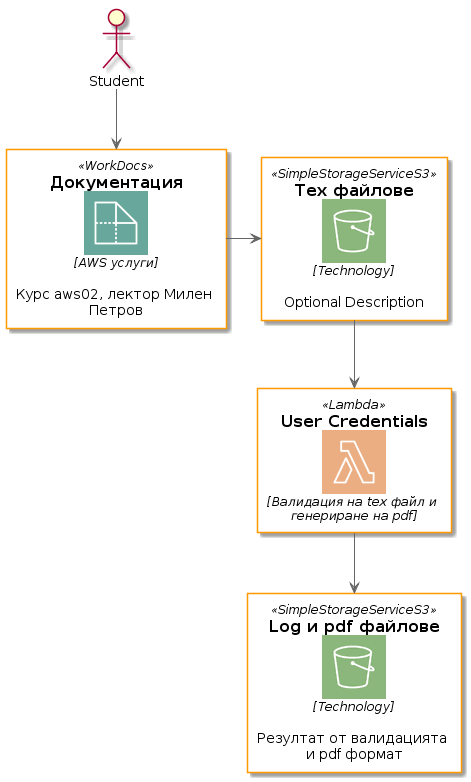 Student
«WorkDocs»
Документация
[AWS услуги]
Курс aws02, лектор Милен
Петров
«SimpleStorageServiceS3»
Tex файлове
[Technology]
Optional Description
«Lambda»
User Credentials
[Валидация на tex файл и
генериране на pdf]
«SimpleStorageServiceS3»
Log и pdf файлове
[Technology]
Резултат от валидацията
и pdf формат